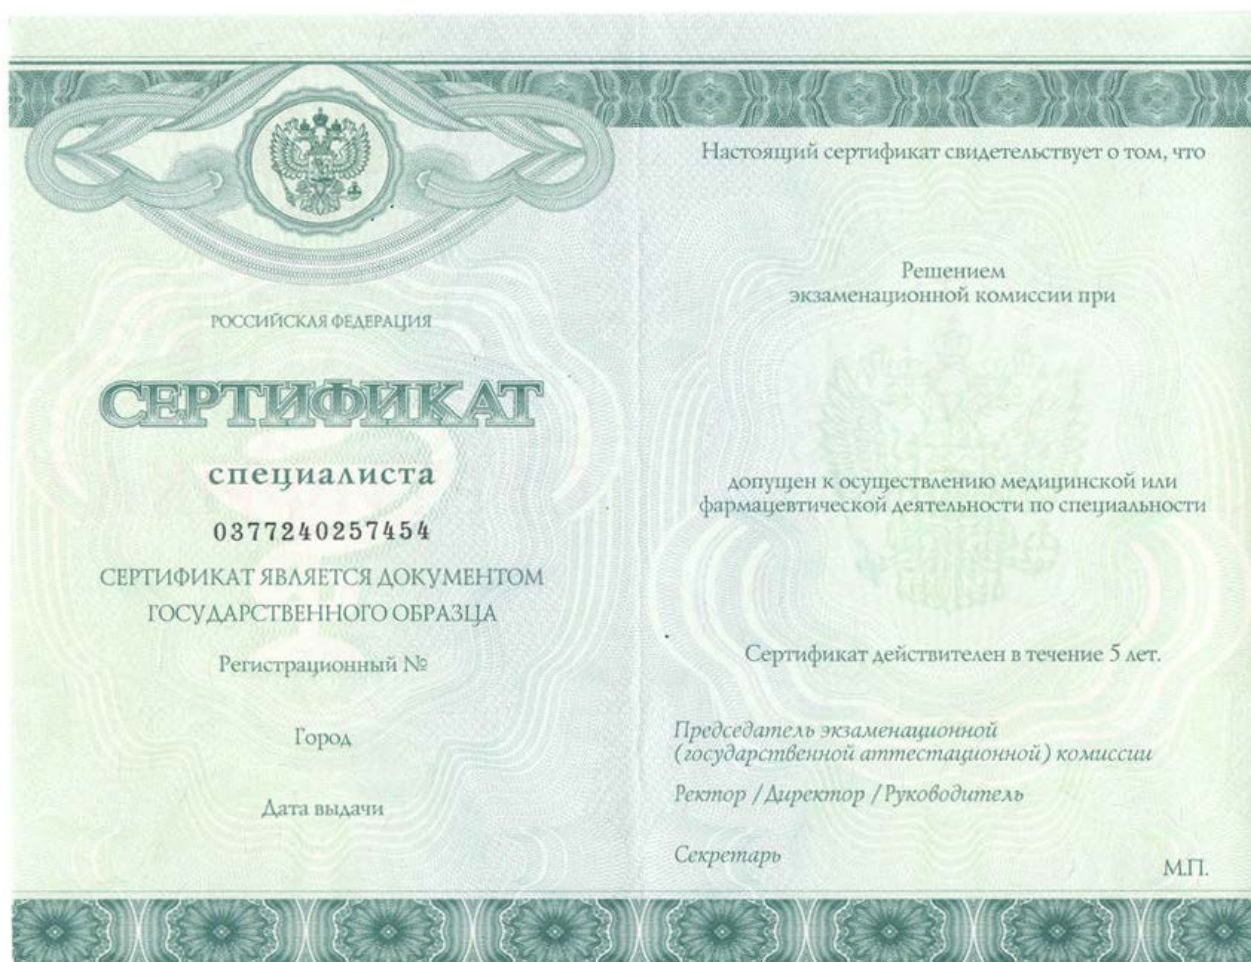 РОССИЙСКАЯ ФЕДЕРАЦИЯ
СЕРТИФИКАТ
специалиста
0377240257454
СЕРТИФИКАТ ЯВЛЯЕТСЯ ДОКУМЕНТОМ
ГОСУДАРСТВЕННОГО ОБРАЗЦА
Регистрационный №
Город
Дата выдачи
Настоящий сертификат свидетельствует о том, что
Решением
экзаменационной комиссии при
допущен к осуществлению медицинской или
фармацевтической деятельности по специальности
Сертификат действителен в течение 5 лет.
Председатель экзаменационной
(государственной аттестационной) комиссии
Ректор / Директор / Руководитель
Секретарь
М.П.